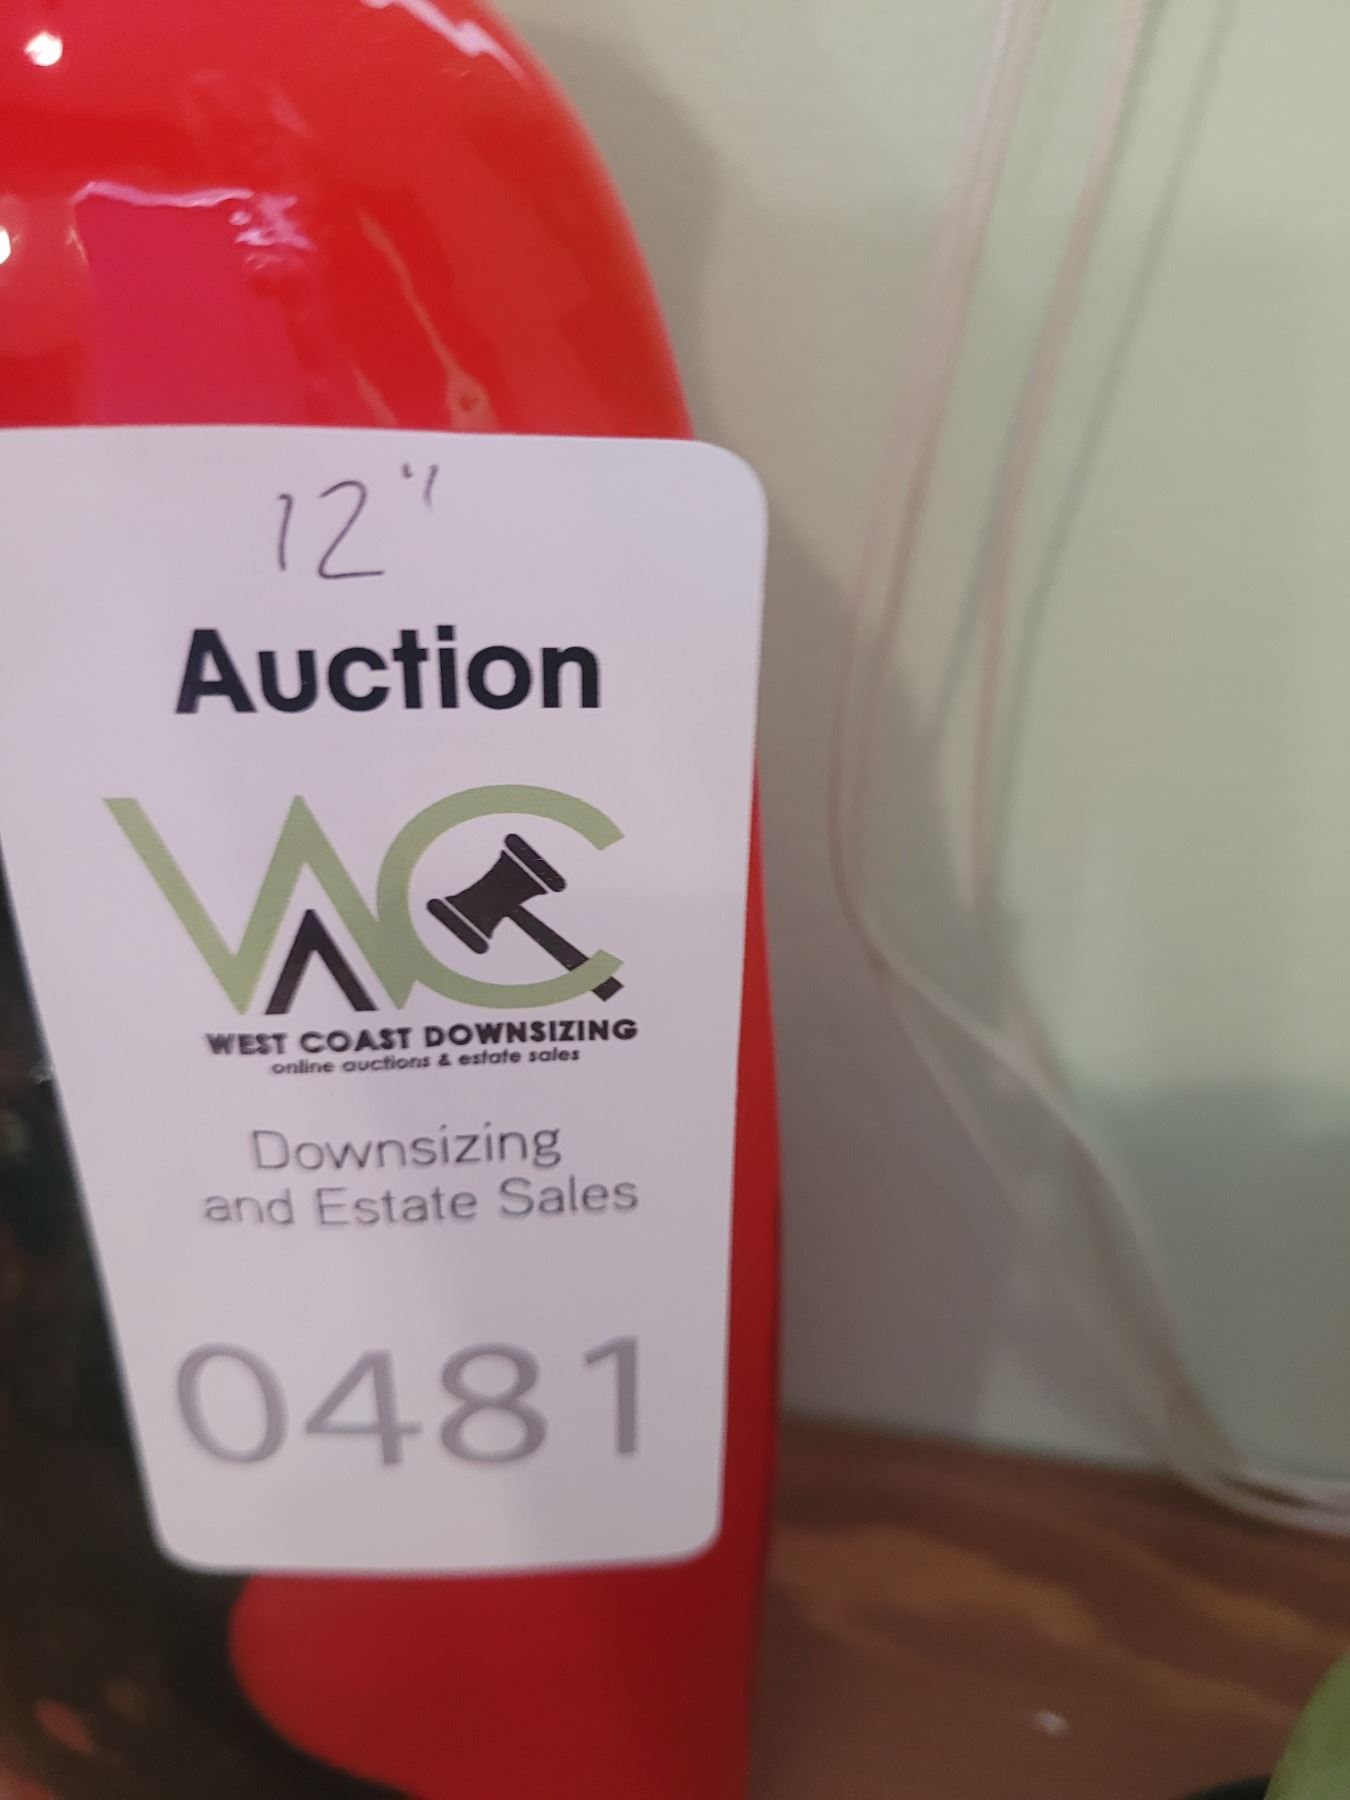 12"
Auction
WC
WEST COAST DOWNSIZING
online auctions & estate sales
Downsizing
and Estate Sales
0481